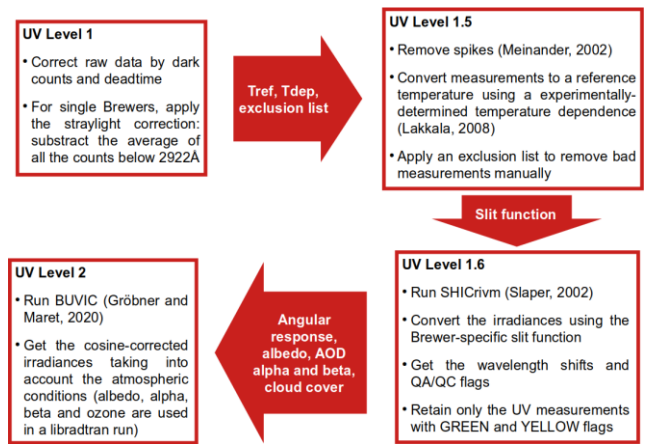 UV Level 1
• Correct raw data by dark
counts and deadtime
• For single Brewers, apply
the straylight correction:
substract the average of
all the counts below 2922Å
Tref, Tdep,
exclusion list
UV Level 1.5
• Remove spikes (Meinander, 2002)
• Convert measurements to a reference
temperature using a experimentally-
determined temperature dependence
(Lakkala, 2008)
• Apply an exclusion list to remove bad
measurements manually
Slit function
UV Level 1.6
• Run SHICrivm (Slaper, 2002)
• Convert the irradiances using the
Brewer-specific slit function
• Get the wavelength shifts and
QA/QC flags
• Retain only the UV measurements
with GREEN and YELLOW flags
Angular
response,
albedo, AOD
alpha and beta,
cloud cover
UV Level 2
• Run BUVIC (Gröbner and
Maret, 2020)
• Get the cosine-corrected
irradiances taking into
account the atmospheric
conditions (albedo, alpha,
beta and ozone are used
in a libradtran run)